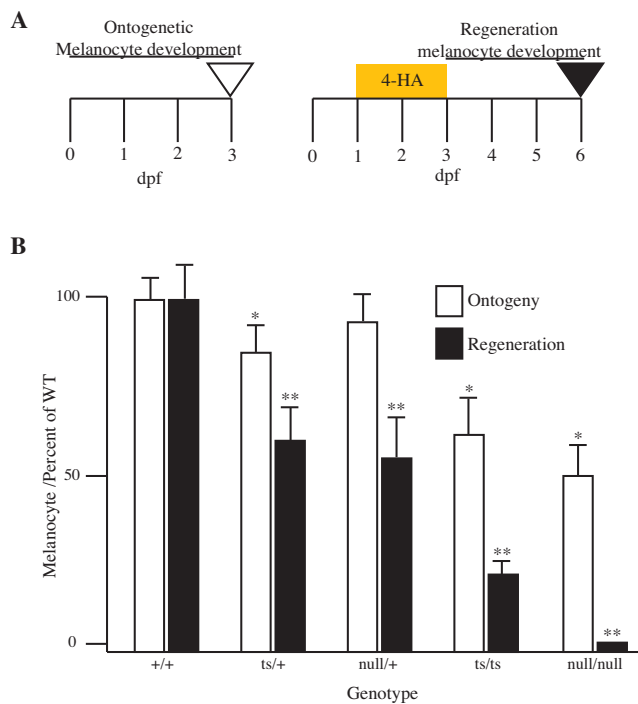 A
Ontogenetic
Melanocyte development
0 1 2 3
dpf
Regeneration
melanocyte development
4-HA
0 1 2 3 4 5 6
dpf
B
Melanocyte /Percent of WT
100
50
0
Ontogeny
Regeneration
* ** ** * ** * **
+/+ ts/+ null/+ ts/ts null/null
Genotype